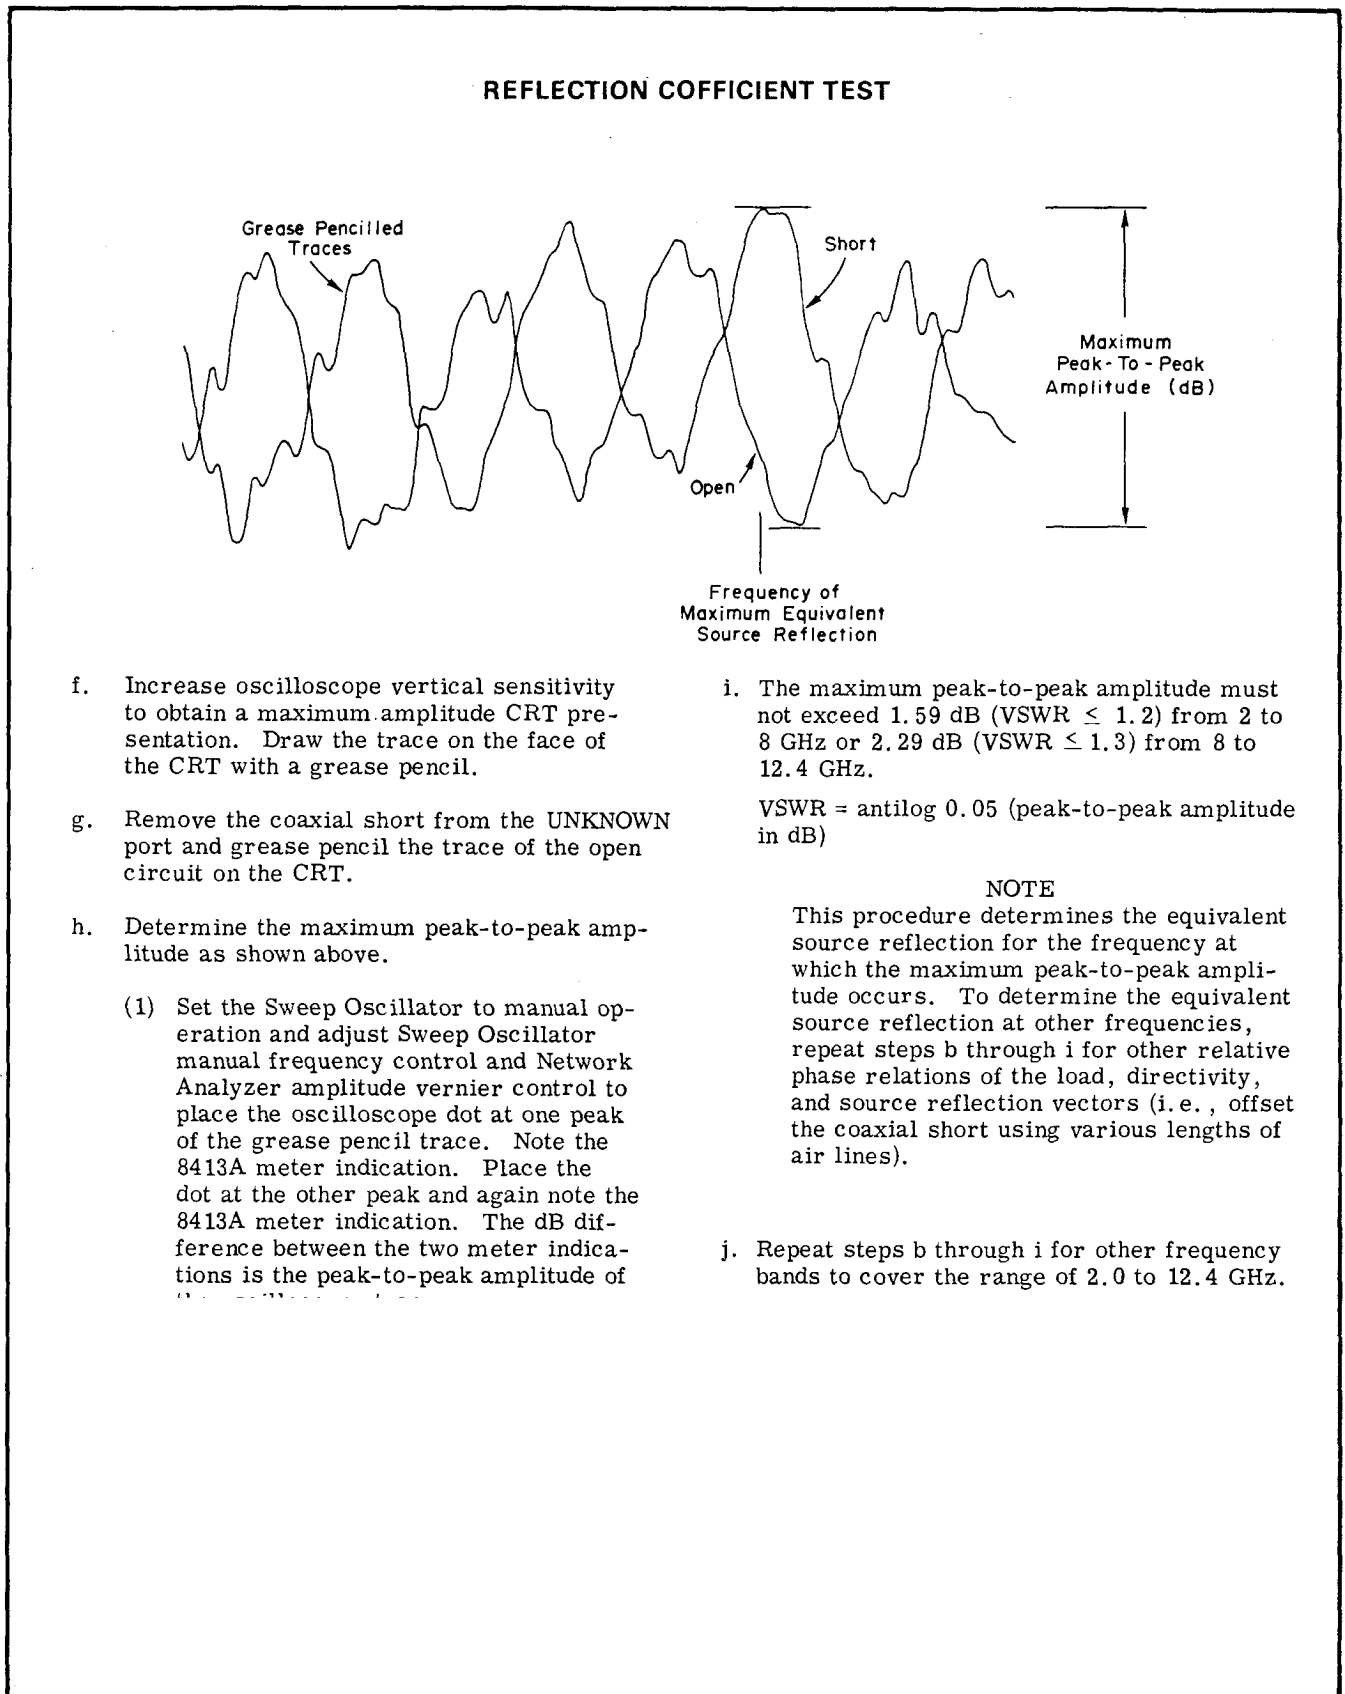 REFLECTION COFFICIENT TEST
Grease Pencilled
Traces
Short
Maximum
Peak-To-Peak
Amplitude (dB)
Open
Frequency of
Maximum Equivalent
Source Reflection
f. Increase oscilloscope vertical sensitivity
to obtain a maximum amplitude CRT pre-
sentation. Draw the trace on the face of
the CRT with a grease pencil.
g. Remove the coaxial short from the UNKNOWN
port and grease pencil the trace of the open
circuit on the CRT.
h. Determine the maximum peak-to-peak amp-
litude as shown above.
(1) Set the Sweep Oscillator to manual op-
eration and adjust Sweep Oscillator
manual frequency control and Network
Analyzer amplitude vernier control to
place the oscilloscope dot at one peak
of the grease pencil trace. Note the
8413A meter indication. Place the
dot at the other peak and again note the
8413A meter indication. The dB dif-
ference between the two meter indica-
tions is the peak-to-peak amplitude of
i. The maximum peak-to-peak amplitude must
not exceed 1.59 dB (VSWR ≤ 1.2) from 2 to
8 GHz or 2.29 dB (VSWR ≤ 1.3) from 8 to
12.4 GHz.
VSWR = antilog 0.05 (peak-to-peak amplitude
in dB)
NOTE
This procedure determines the equivalent
source reflection for the frequency at
which the maximum peak-to-peak ampli-
tude occurs. To determine the equivalent
source reflection at other frequencies,
repeat steps b through i for other relative
phase relations of the load, directivity,
and source reflection vectors (i.e., offset
the coaxial short using various lengths of
air lines).
j. Repeat steps b through i for other frequency
bands to cover the range of 2.0 to 12.4 GHz.